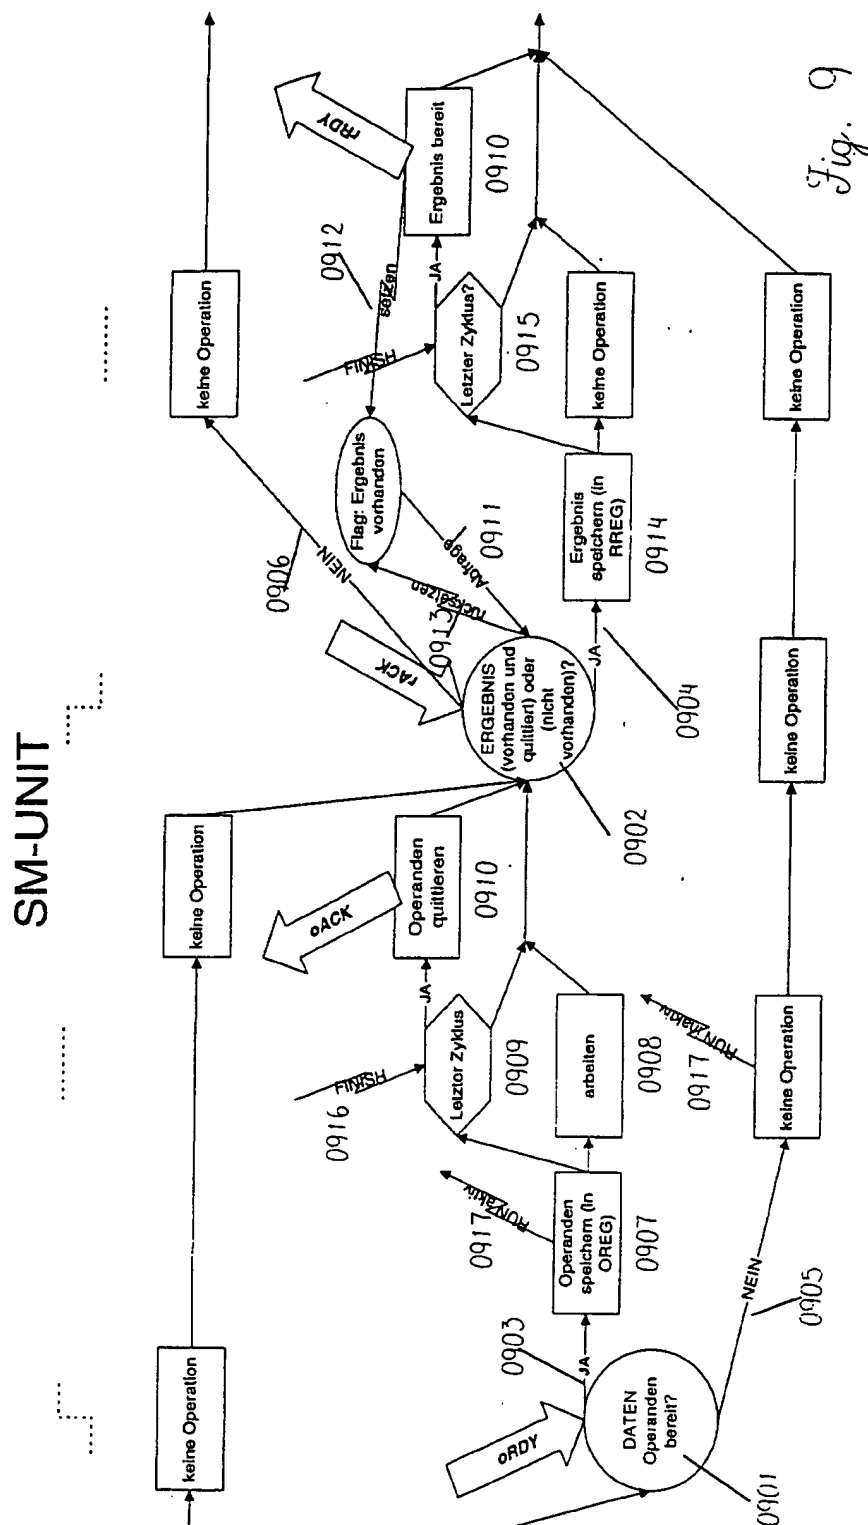 SM-UNIT
keine Operation
keine Operation
keine Operation
0906
NEIN
rACK
0913
rücksetzen
Flag: Ergebnis
vorhanden
Abfrage
0911
0912
setzen
rRDY
FINISH
oACK
0916
FINISH
JA
Operanden
quittieren
0910
Letzter Zyklus
0909
0917
RUN
JA
Ergebnis bereit
0910
Letzter Zyklus?
0915
oRDY
0903
JA
DATEN
Operanden
bereit?
0901
Operanden
speichern (in
OREG)
0907
arbeiten
0908
ERGEBNIS
(vorhanden und
quittiert) oder
(nicht
vorhanden)?
0902
JA
0904
Ergebnis
speichern (in
RREG)
0914
keine Operation
NEIN
0905
0917
RUN
keine Operation
keine Operation
keine Operation
Fig. 9